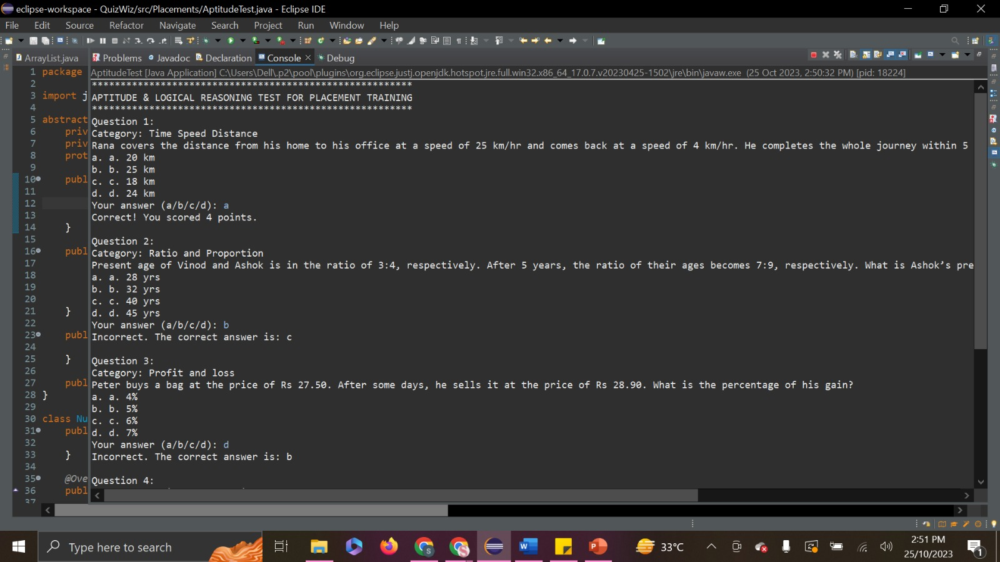 eclipse-workspace - QuizWiz/src/Placements/AptitudeTest.java - Eclipse IDE
File Edit Source Refactor Navigate Search Project Run Window Help
ArrayList.java
Problems Javadoc Declaration Console Debug
AptitudeTest [Java Application] C:\Users\Dell\.p2\pool\plugins\org.eclipse.justj.openjdk.hotspot.jre.full.win32.x86_64_17.0.7.v20230425-1502\jre\bin\javaw.exe (25 Oct 2023, 2:50:32 PM) [pid: 18224]
1 package
2
3 import j
4
5 abstract
6 priv
7 priv
8 prot
9
10 publ
11
12
13
14 }
15
16 publ
17
18
19
20
21 }
22
23 publ
24
25 }
26
27 publ
28 }
29
30 class Nu
31 publ
32
33 }
34
35 @Ove
36 publ
37
********************************************************
APTITUDE & LOGICAL REASONING TEST FOR PLACEMENT TRAINING
********************************************************
Question 1:
Category: Time Speed Distance
Rana covers the distance from his home to his office at a speed of 25 km/hr and comes back at a speed of 4 km/hr. He completes the whole journey within 5
a. a. 20 km
b. b. 25 km
c. c. 18 km
d. d. 24 km
Your answer (a/b/c/d): a
Correct! You scored 4 points.
Question 2:
Category: Ratio and Proportion
Present age of Vinod and Ashok is in the ratio of 3:4, respectively. After 5 years, the ratio of their ages becomes 7:9, respectively. What is Ashok’s pre
a. a. 28 yrs
b. b. 32 yrs
c. c. 40 yrs
d. d. 45 yrs
Your answer (a/b/c/d): b
Incorrect. The correct answer is: c
Question 3:
Category: Profit and loss
Peter buys a bag at the price of Rs 27.50. After some days, he sells it at the price of Rs 28.90. What is the percentage of his gain?
a. a. 4%
b. b. 5%
c. c. 6%
d. d. 7%
Your answer (a/b/c/d): d
Incorrect. The correct answer is: b
Question 4:
Type here to search
33°C
2:51 PM
25/10/2023
1